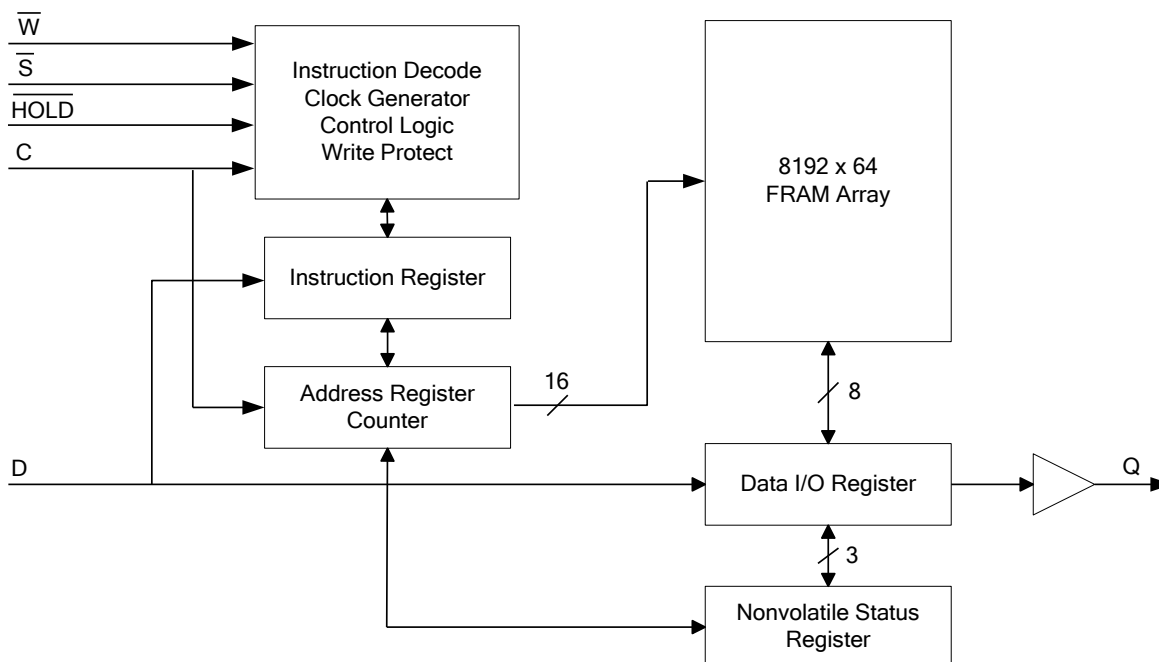 W̅
S̅
H̅O̅L̅D̅
C
Instruction Decode
Clock Generator
Control Logic
Write Protect
8192 x 64
FRAM Array
Instruction Register
Address Register
Counter
16
8
D
Data I/O Register
Q
3
Nonvolatile Status
Register